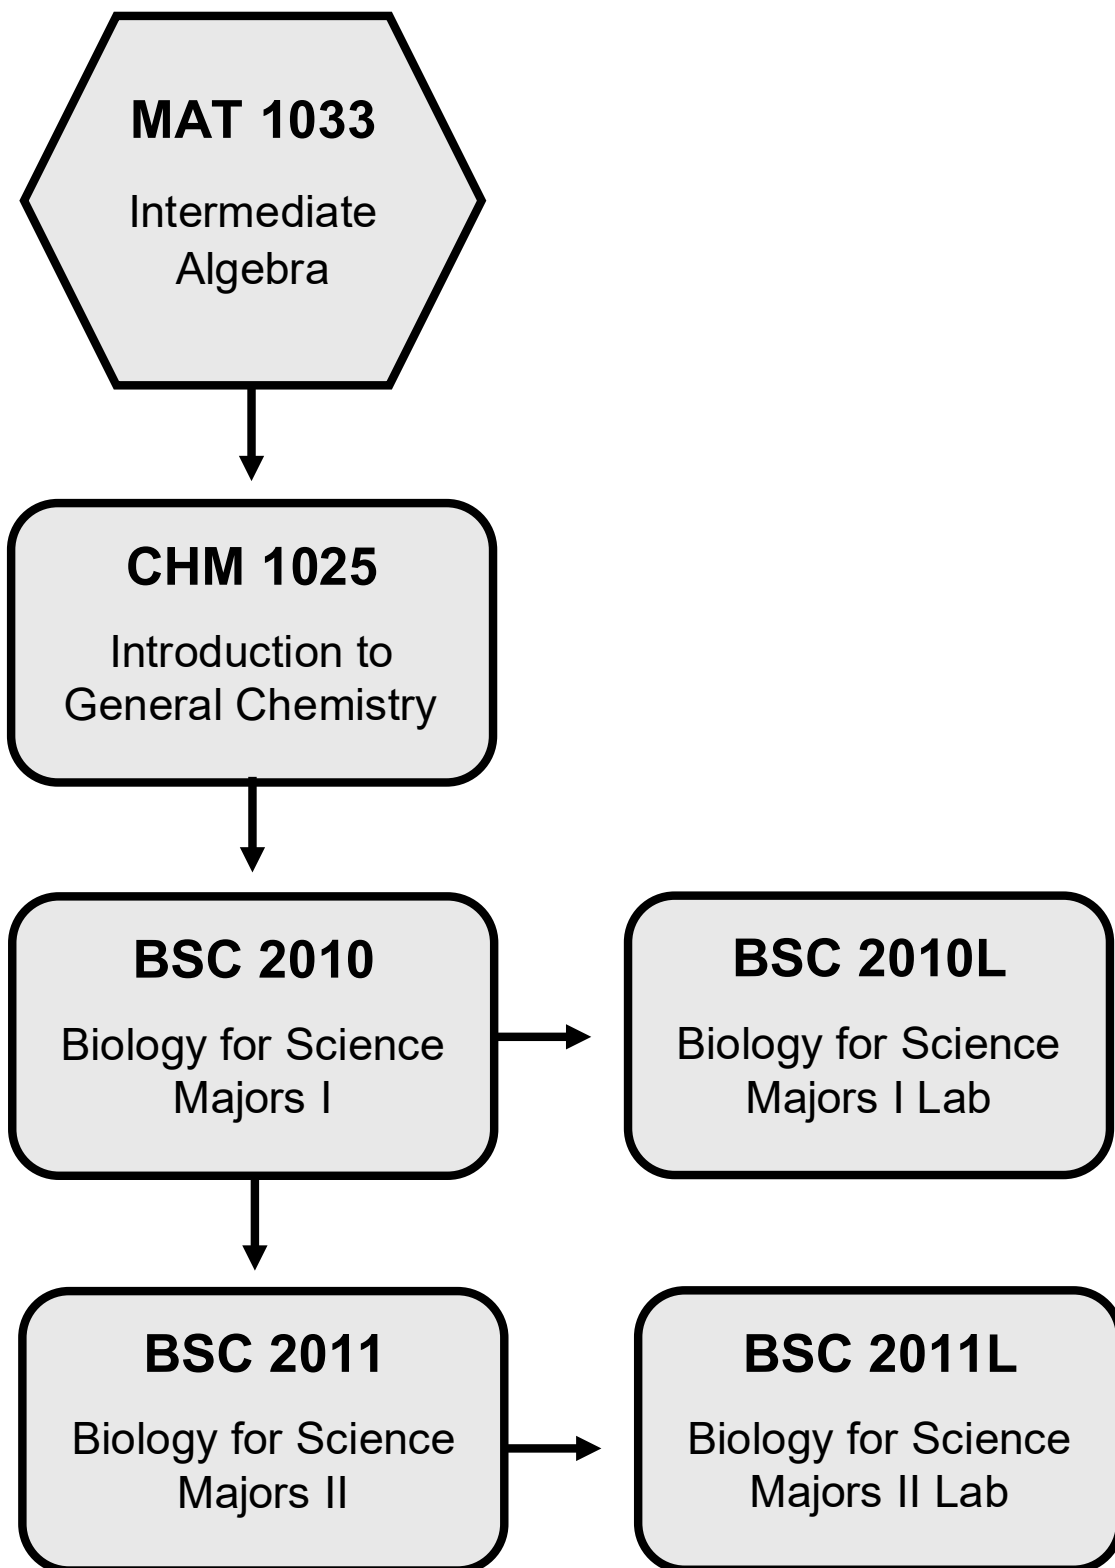 MAT 1033
Intermediate
Algebra
CHM 1025
Introduction to
General Chemistry
BSC 2010
Biology for Science
Majors I
BSC 2010L
Biology for Science
Majors I Lab
BSC 2011
Biology for Science
Majors II
BSC 2011L
Biology for Science
Majors II Lab